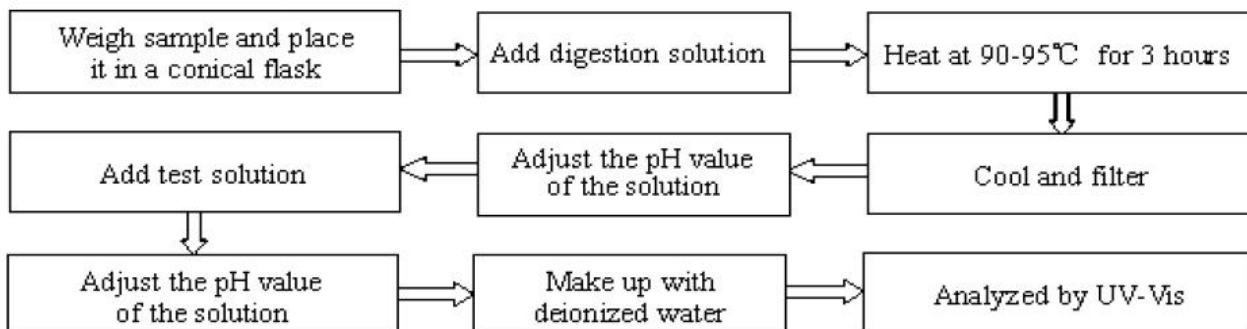 Weigh sample and place
it in a conical flask
Add digestion solution
Heat at 90-95℃ for 3 hours
Cool and filter
Adjust the pH value
of the solution
Add test solution
Adjust the pH value
of the solution
Make up with
deionized water
Analyzed by UV-Vis